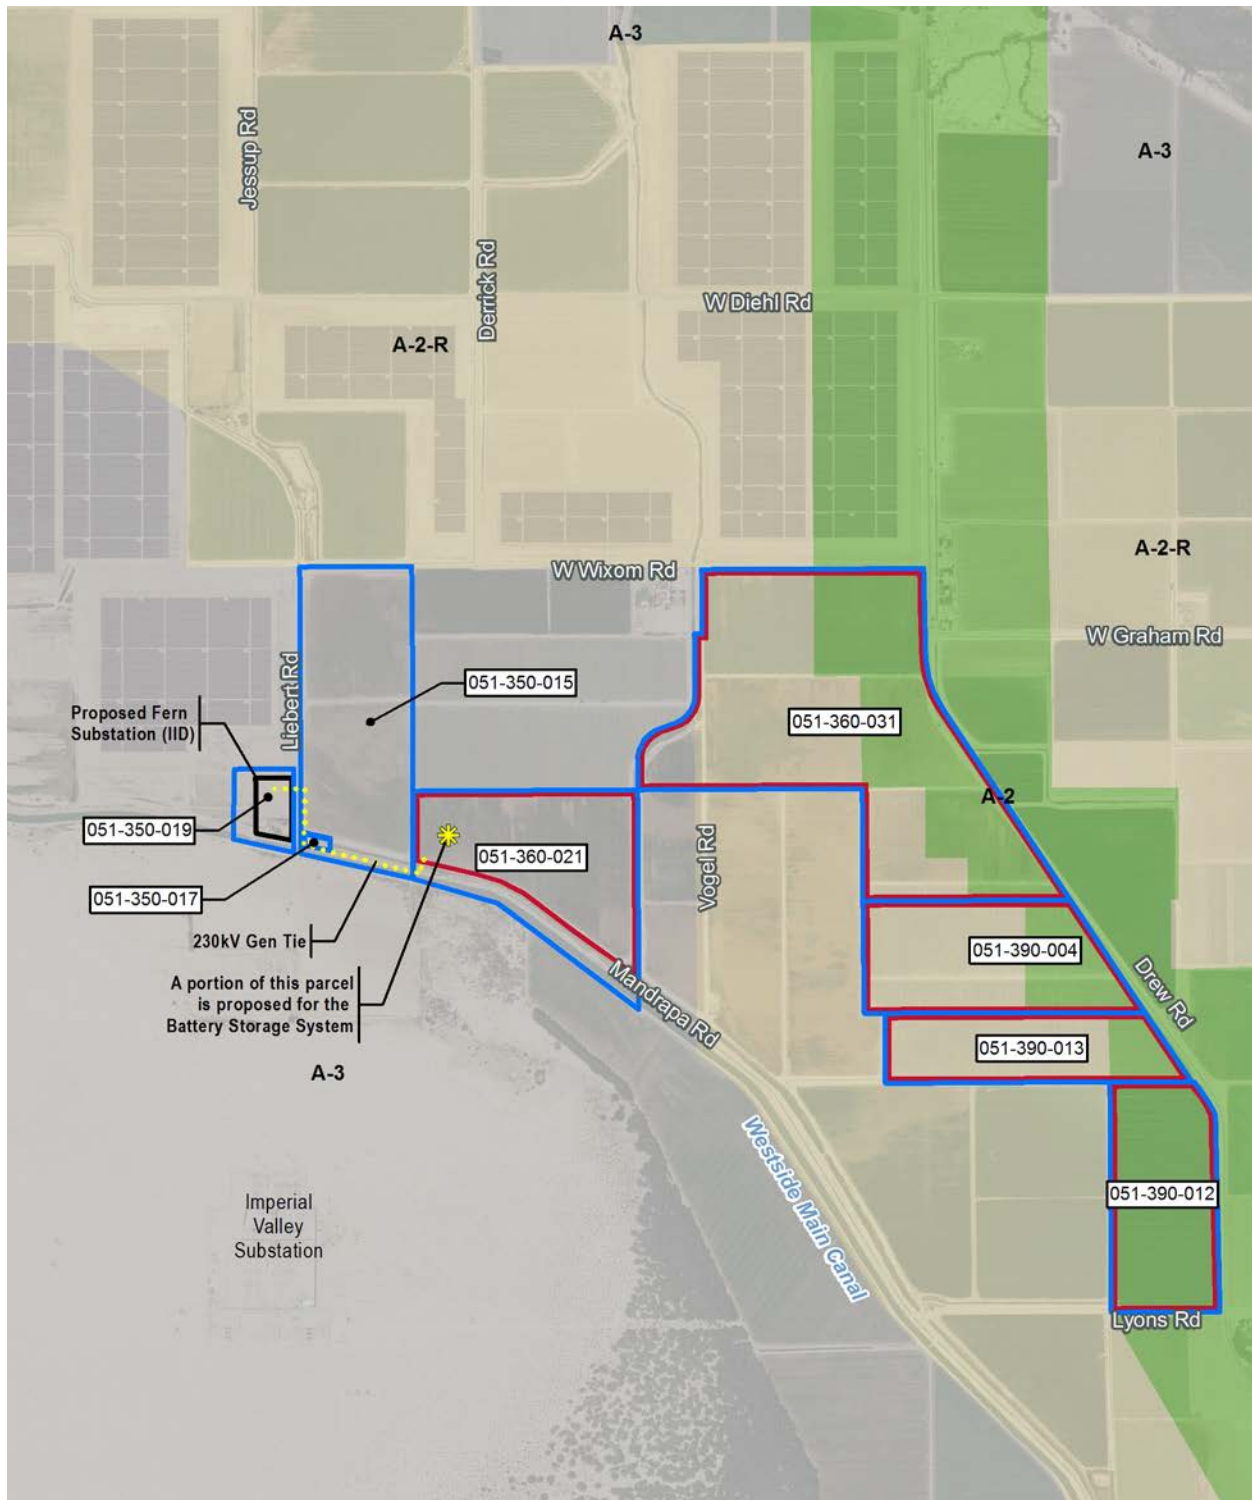 A-3
Jessup Rd
A-3
Derrick Rd
W Diehl Rd
A-2-R
A-2-R
W Wixom Rd
W Graham Rd
Liebert Rd
051-350-015
Proposed Fern
Substation (IID)
051-360-031
A-2
051-350-019
051-360-021
Vogel Rd
051-350-017
230kV Gen Tie
051-390-004
Drew Rd
A portion of this parcel
is proposed for the
Battery Storage System
Mandrapa Rd
051-390-013
A-3
Westside Main Canal
051-390-012
Imperial
Valley
Substation
Lyons Rd